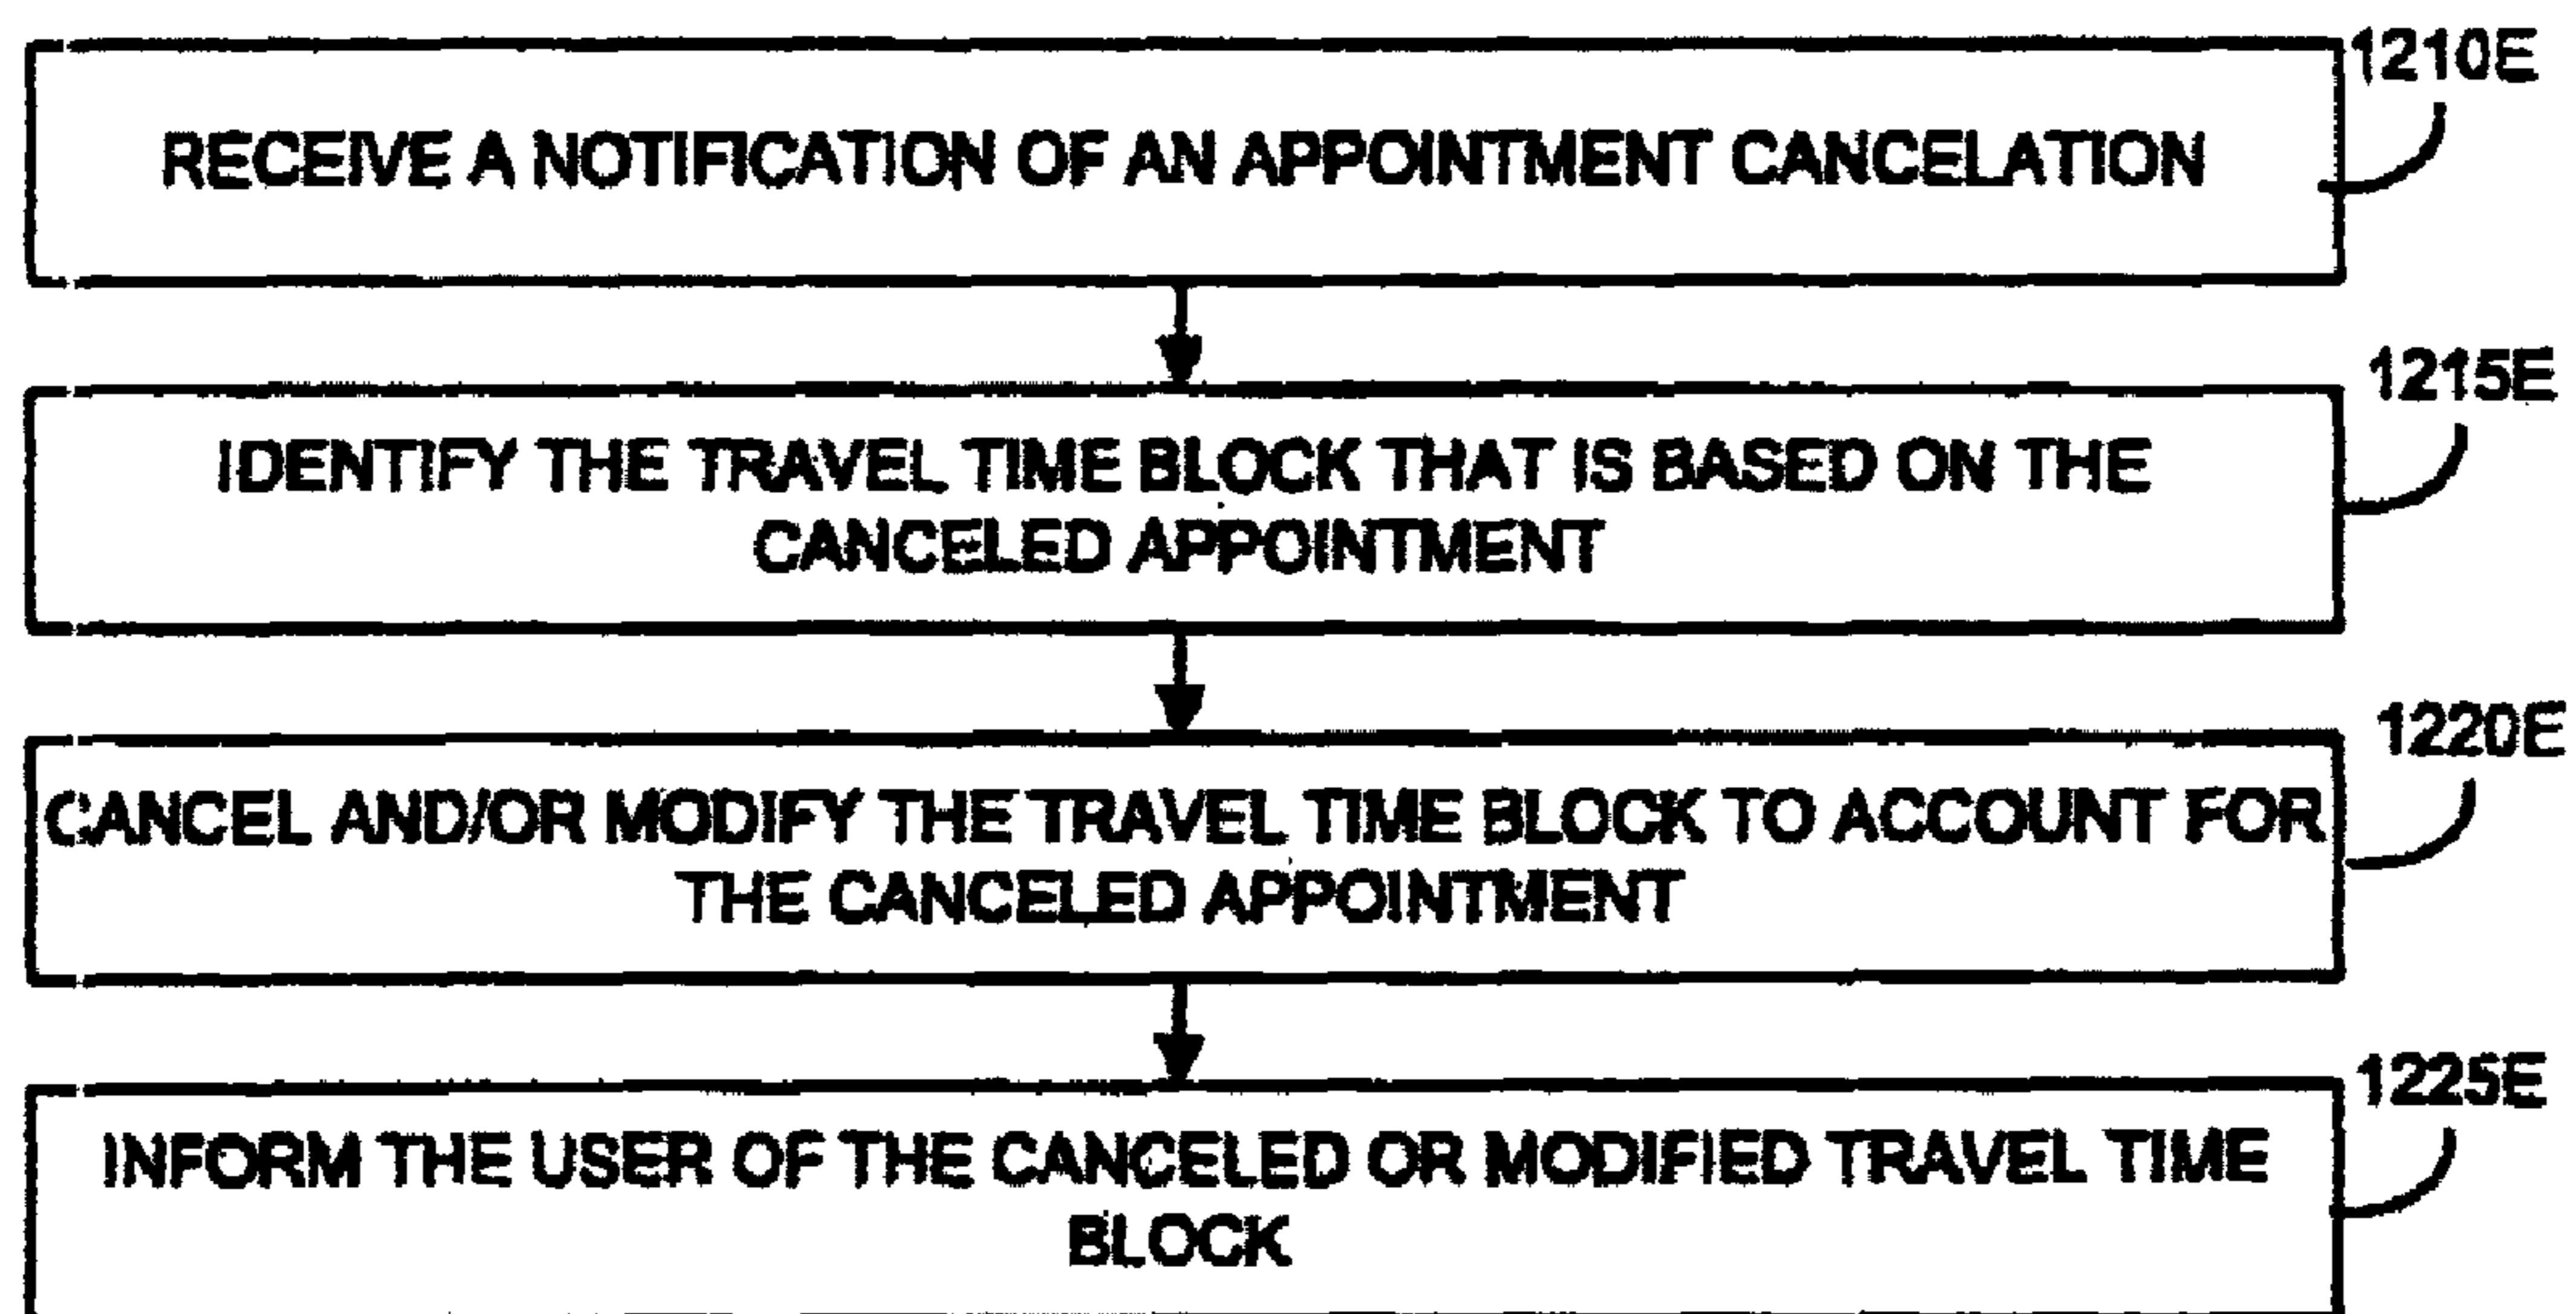 1210E
RECEIVE A NOTIFICATION OF AN APPOINTMENT CANCELATION
1215E
IDENTIFY THE TRAVEL TIME BLOCK THAT IS BASED ON THE
CANCELED APPOINTMENT
1220E
CANCEL AND/OR MODIFY THE TRAVEL TIME BLOCK TO ACCOUNT FOR
THE CANCELED APPOINTMENT
1225E
INFORM THE USER OF THE CANCELED OR MODIFIED TRAVEL TIME
BLOCK